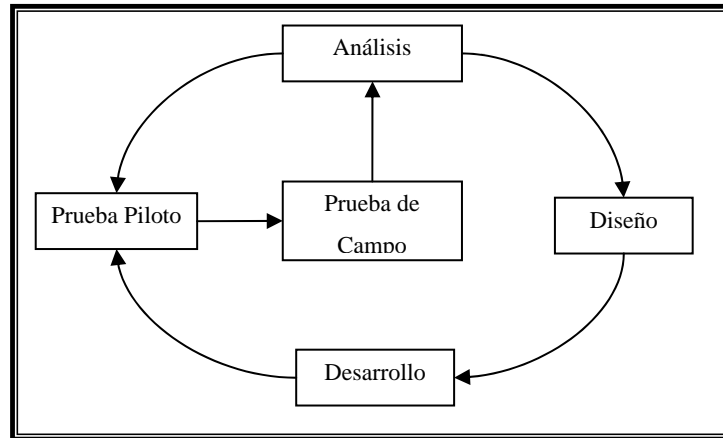 Análisis
Prueba Piloto
Prueba de
Campo
Diseño
Desarrollo